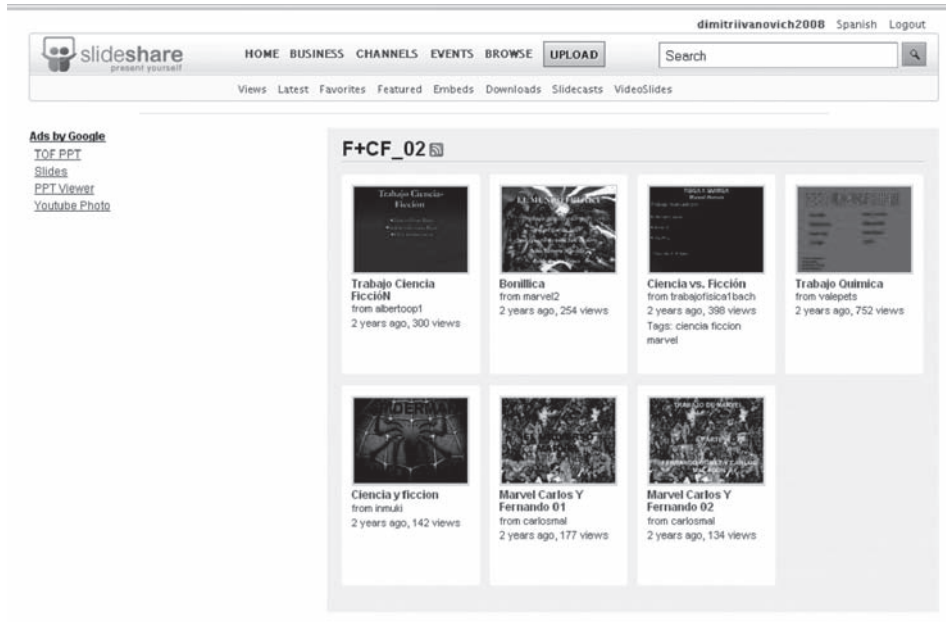 dimitriivanovich2008 Spanish Logout
slideshare
present yourself
HOME BUSINESS CHANNELS EVENTS BROWSE UPLOAD
Search
Views Latest Favorites Featured Embeds Downloads Slidecasts VideoSlides
Ads by Google
TOF PPT
Slides
PPT Viewer
Youtube Photo
F+CF_02
Trabajo Ciencia-
Ficcion
Trabajo Ciencia
FiccióN
from albertoop1
2 years ago, 300 views
Bonillica
from marvel2
2 years ago, 254 views
Ciencia vs. Ficción
from trabajofisica1bach
2 years ago, 398 views
Tags: ciencia ficcion
marvel
Trabajo Quimica
from valepets
2 years ago, 752 views
SPIDERMAN
Ciencia y ficcion
from inmuki
2 years ago, 142 views
Marvel Carlos Y
Fernando 01
from carlosmal
2 years ago, 177 views
TRABAJO DE MARVEL
Marvel Carlos Y
Fernando 02
from carlosmal
2 years ago, 134 views